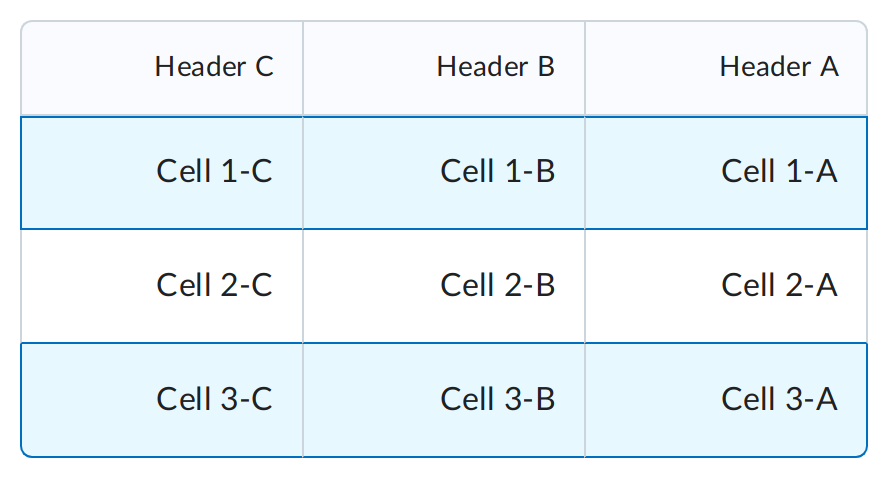 Header C Header B Header A
Cell 1-C Cell 1-B Cell 1-A
Cell 2-C Cell 2-B Cell 2-A
Cell 3-C Cell 3-B Cell 3-A